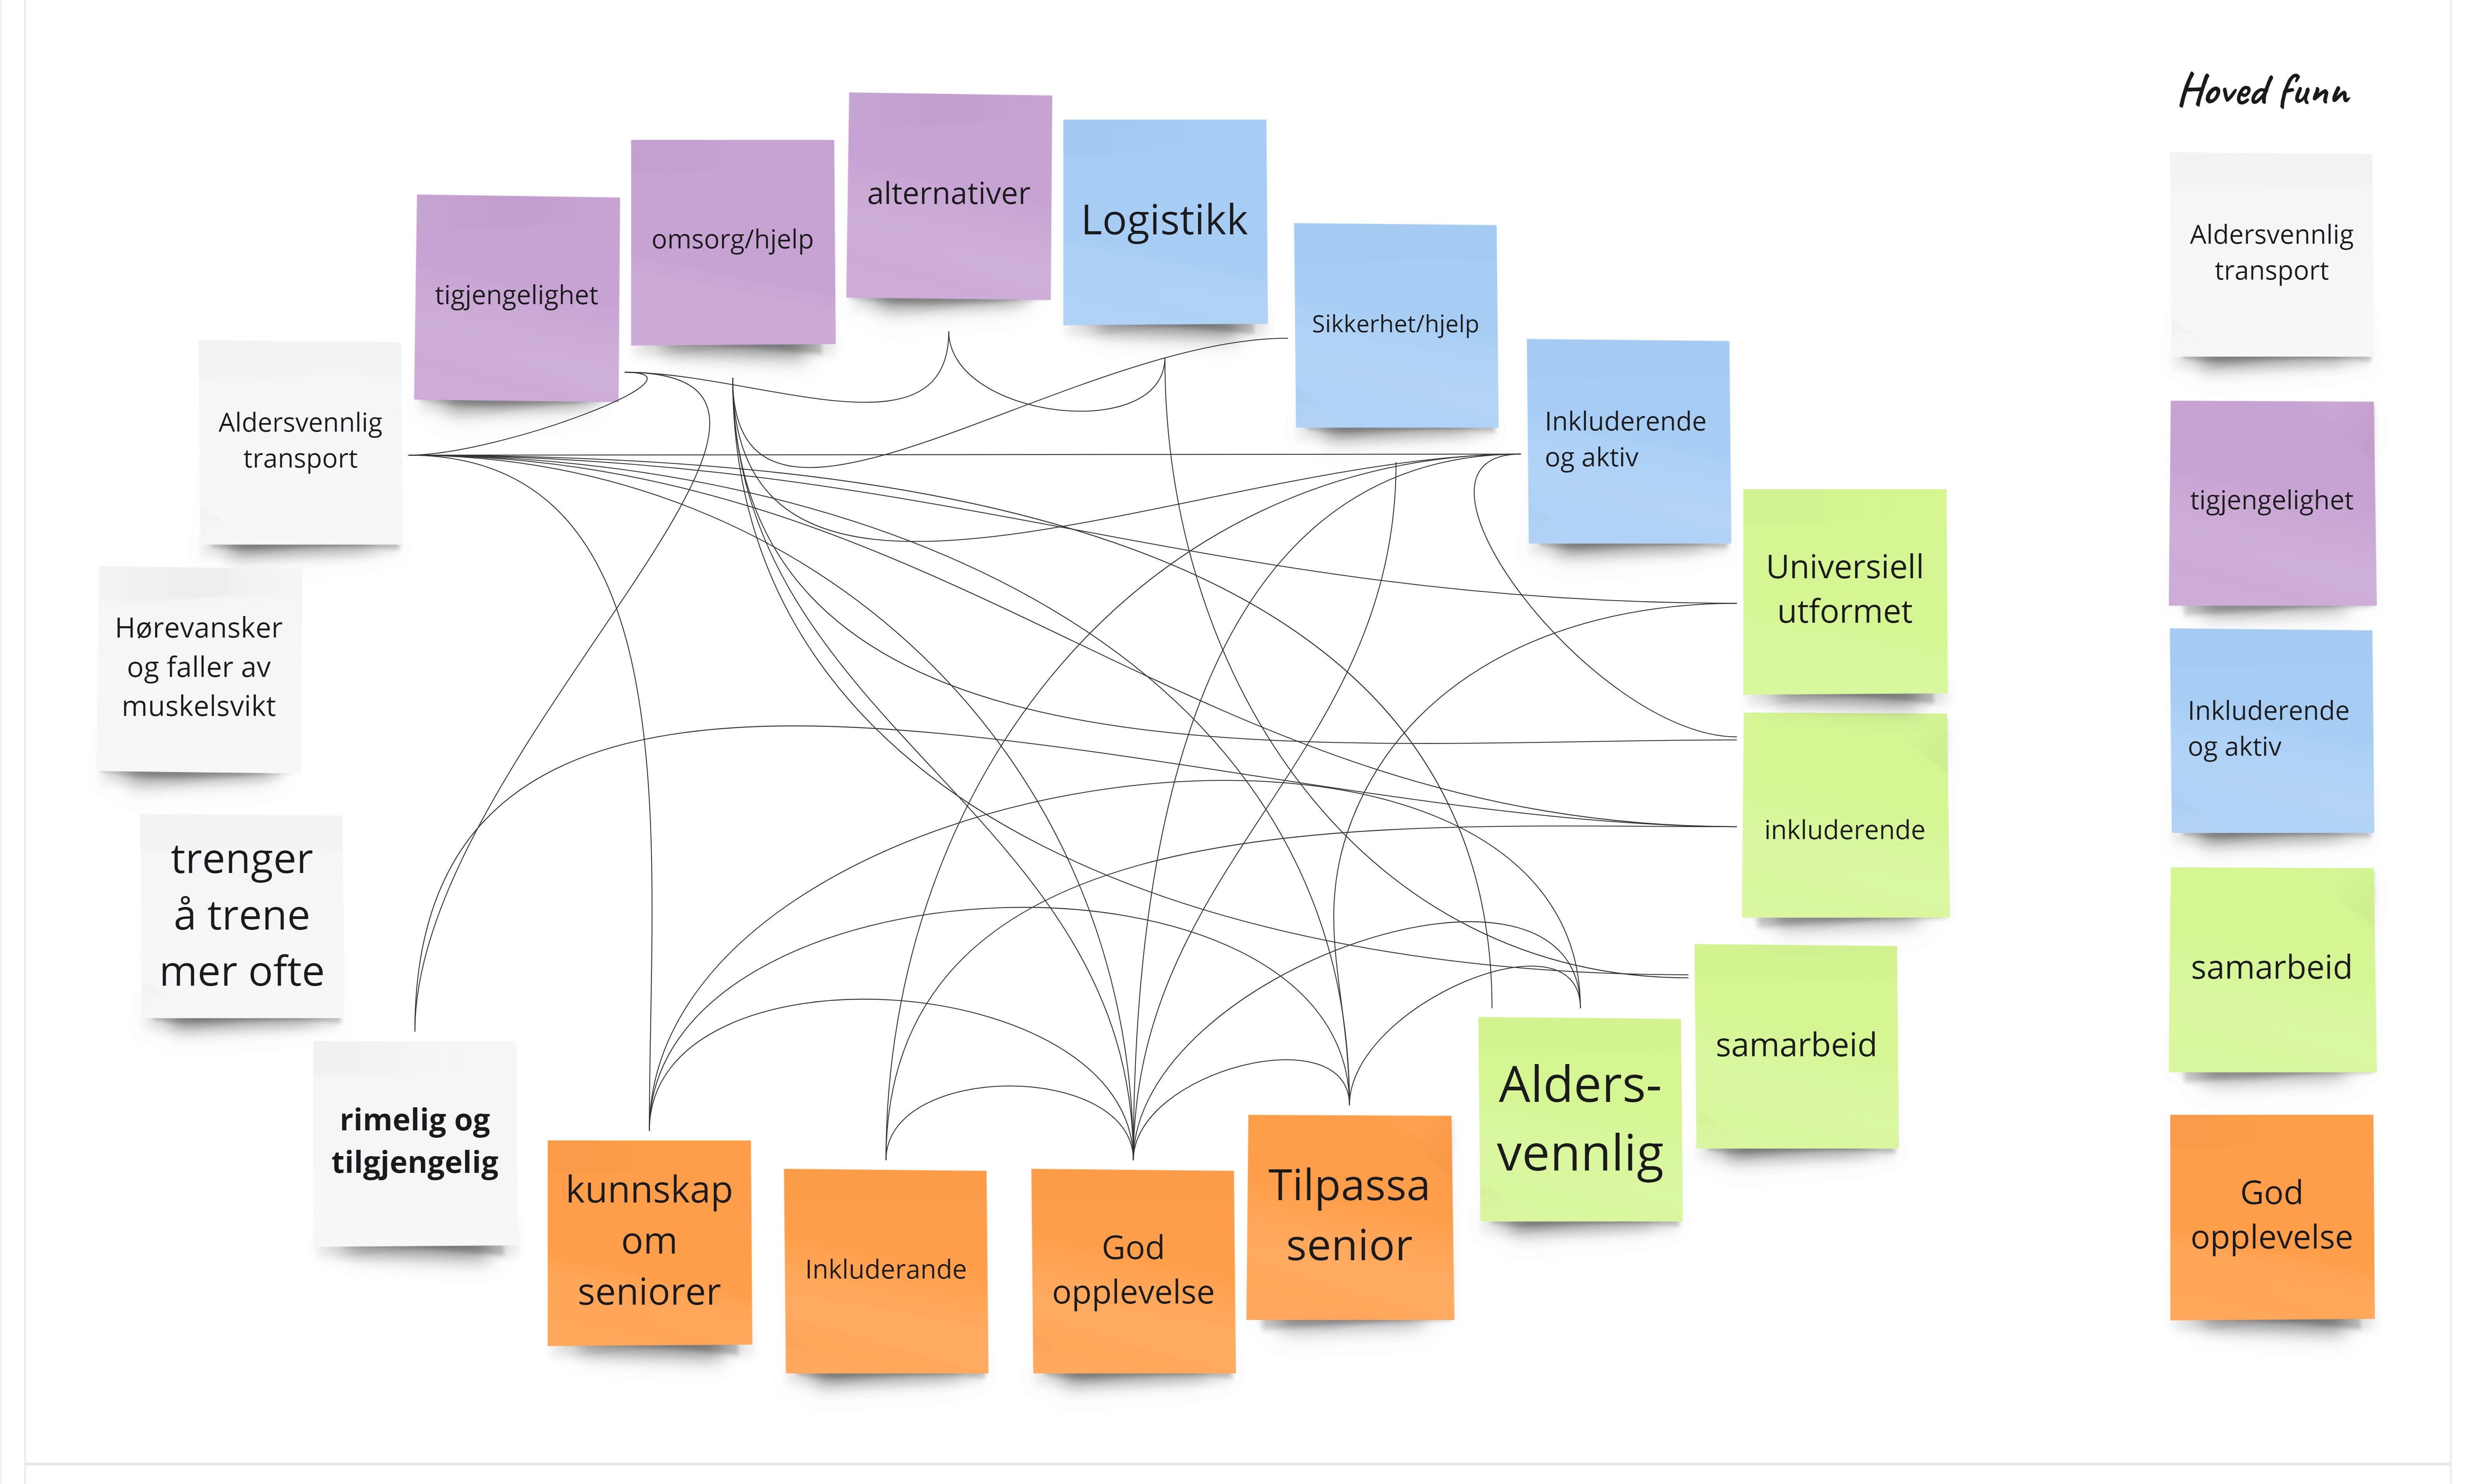 Hoved funn
alternativer
Logistikk
omsorg/hjelp
tigjengelighet
Sikkerhet/hjelp
Aldersvennlig
transport
Inkluderende
og aktiv
Hørevansker
og faller av
muskelsvikt
Universiell
utformet
trenger
å trene
mer ofte
inkluderende
rimelig og
tilgjengelig
samarbeid
kunnskap
om
seniorer
Inkluderande
God
opplevelse
Tilpassa
senior
Alders-
vennlig
Aldersvennlig
transport
tigjengelighet
Inkluderende
og aktiv
samarbeid
God
opplevelse